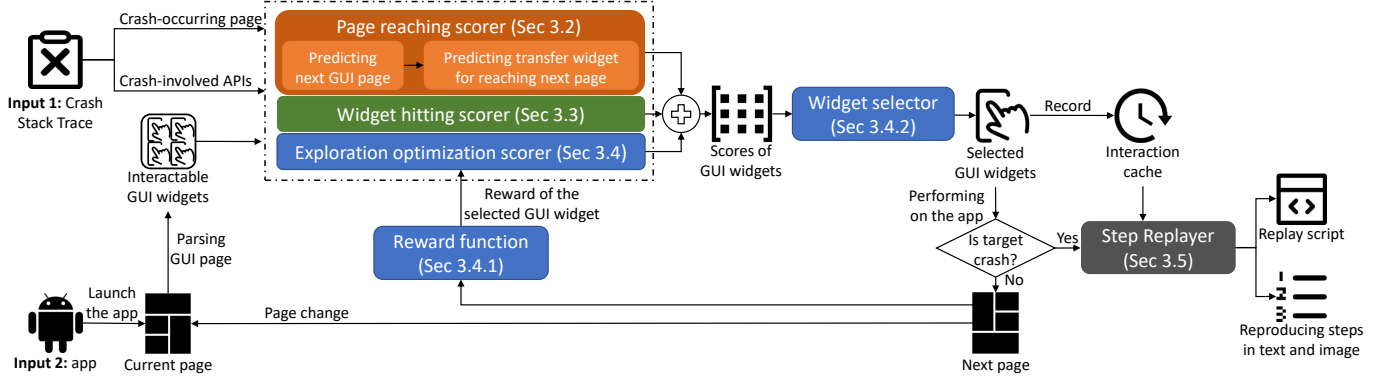 Crash-occurring page
Crash-involved APIs
Input 1: Crash
Stack Trace
Page reaching scorer (Sec 3.2)
Predicting
next GUI page
Predicting transfer widget
for reaching next page
Widget hitting scorer (Sec 3.3)
Exploration optimization scorer (Sec 3.4)
Interactable
GUI widgets
Scores of
GUI widgets
Widget selector
(Sec 3.4.2)
Record
Selected
GUI widgets
Interaction
cache
Reward of the
selected GUI widget
Reward function
(Sec 3.4.1)
Parsing
GUI page
Performing
on the app
Is target
crash?
Yes
No
Step Replayer
(Sec 3.5)
Replay script
1
2
3
Reproducing steps
in text and image
Launch
the app
Input 2: app
Current page
Page change
Next page